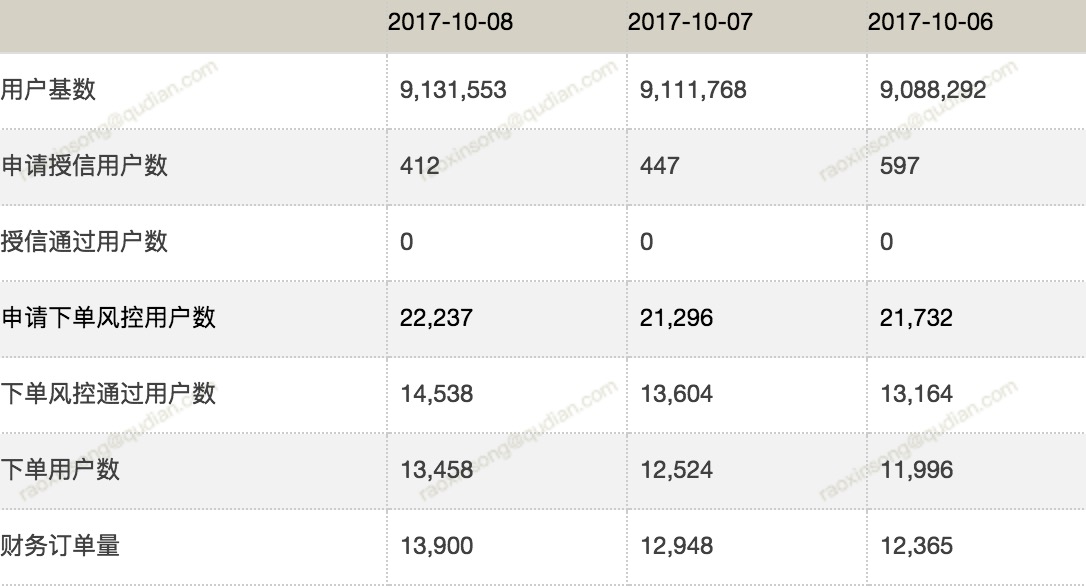 2017-10-08 2017-10-07 2017-10-06
用户基数 9,131,553 9,111,768 9,088,292
申请授信用户数 412 447 597
授信通过用户数 0 0 0
申请下单风控用户数 22,237 21,296 21,732
下单风控通过用户数 14,538 13,604 13,164
下单用户数 13,458 12,524 11,996
财务订单量 13,900 12,948 12,365
raoxinsong@qudian.com
raoxinsong@qudian.com
raoxinsong@qudian.com
raoxinsong@qudian.com
raoxinsong@qudian.com
raoxinsong@qudian.com